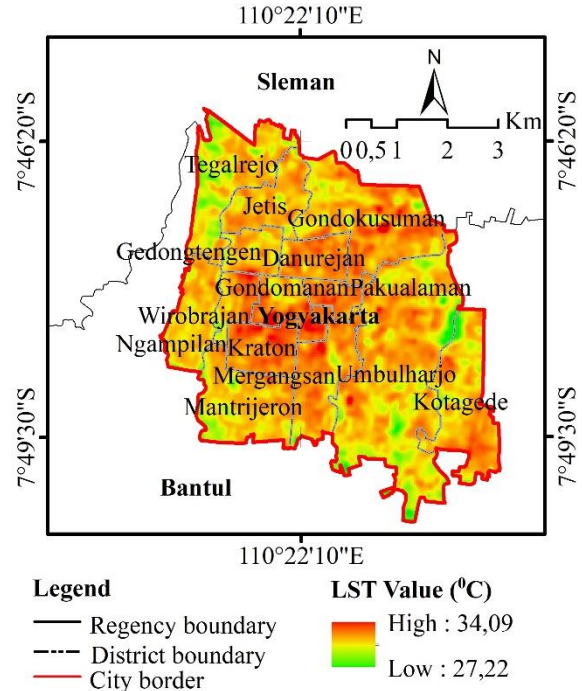 110°22'10"E
Sleman
N
Km
0 0,5 1 2 3
7°46'20"S
7°46'20"S
Tegalrejo
Jetis
Gondokusuman
Gedongtengen
Danurejan
Gondomanan
Pakualaman
Wirobrajan
Yogyakarta
Ngampilan
Kraton
Mergangsan
Umbulharjo
Mantrijeron
Kotagede
7°49'30"S
7°49'30"S
Bantul
110°22'10"E
Legend
Regency boundary
District boundary
City border
LST Value (⁰C)
High : 34,09
Low : 27,22